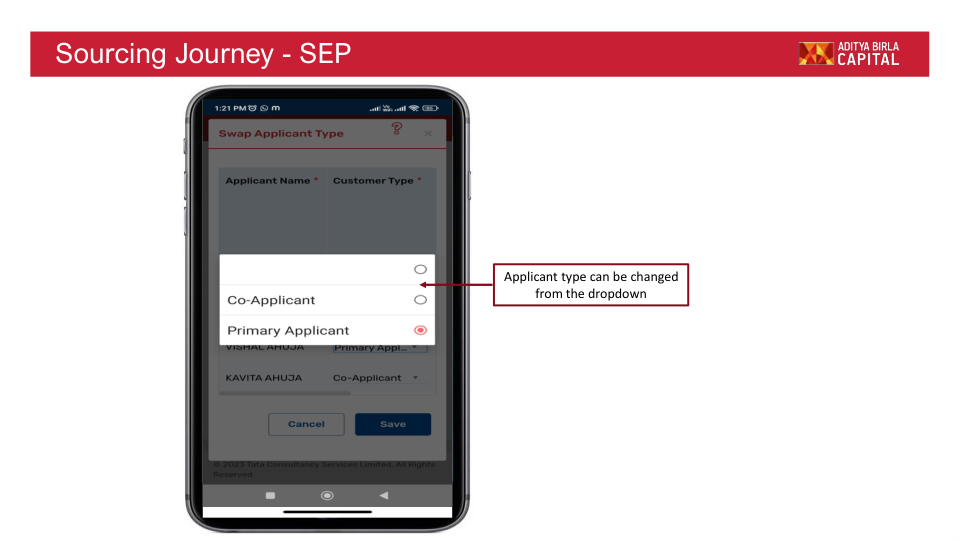 Sourcing Journey - SEP
ADITYA BIRLA
CAPITAL
1:21 PM
Swap Applicant Type ? ×
Applicant Name * Customer Type *
Co-Applicant
Primary Applicant
VISHAL AHUJA Primary Appl...
KAVITA AHUJA Co-Applicant
Cancel Save
© 2023 Tata Consultancy Services Limited. All Rights
Reserved
Applicant type can be changed
from the dropdown